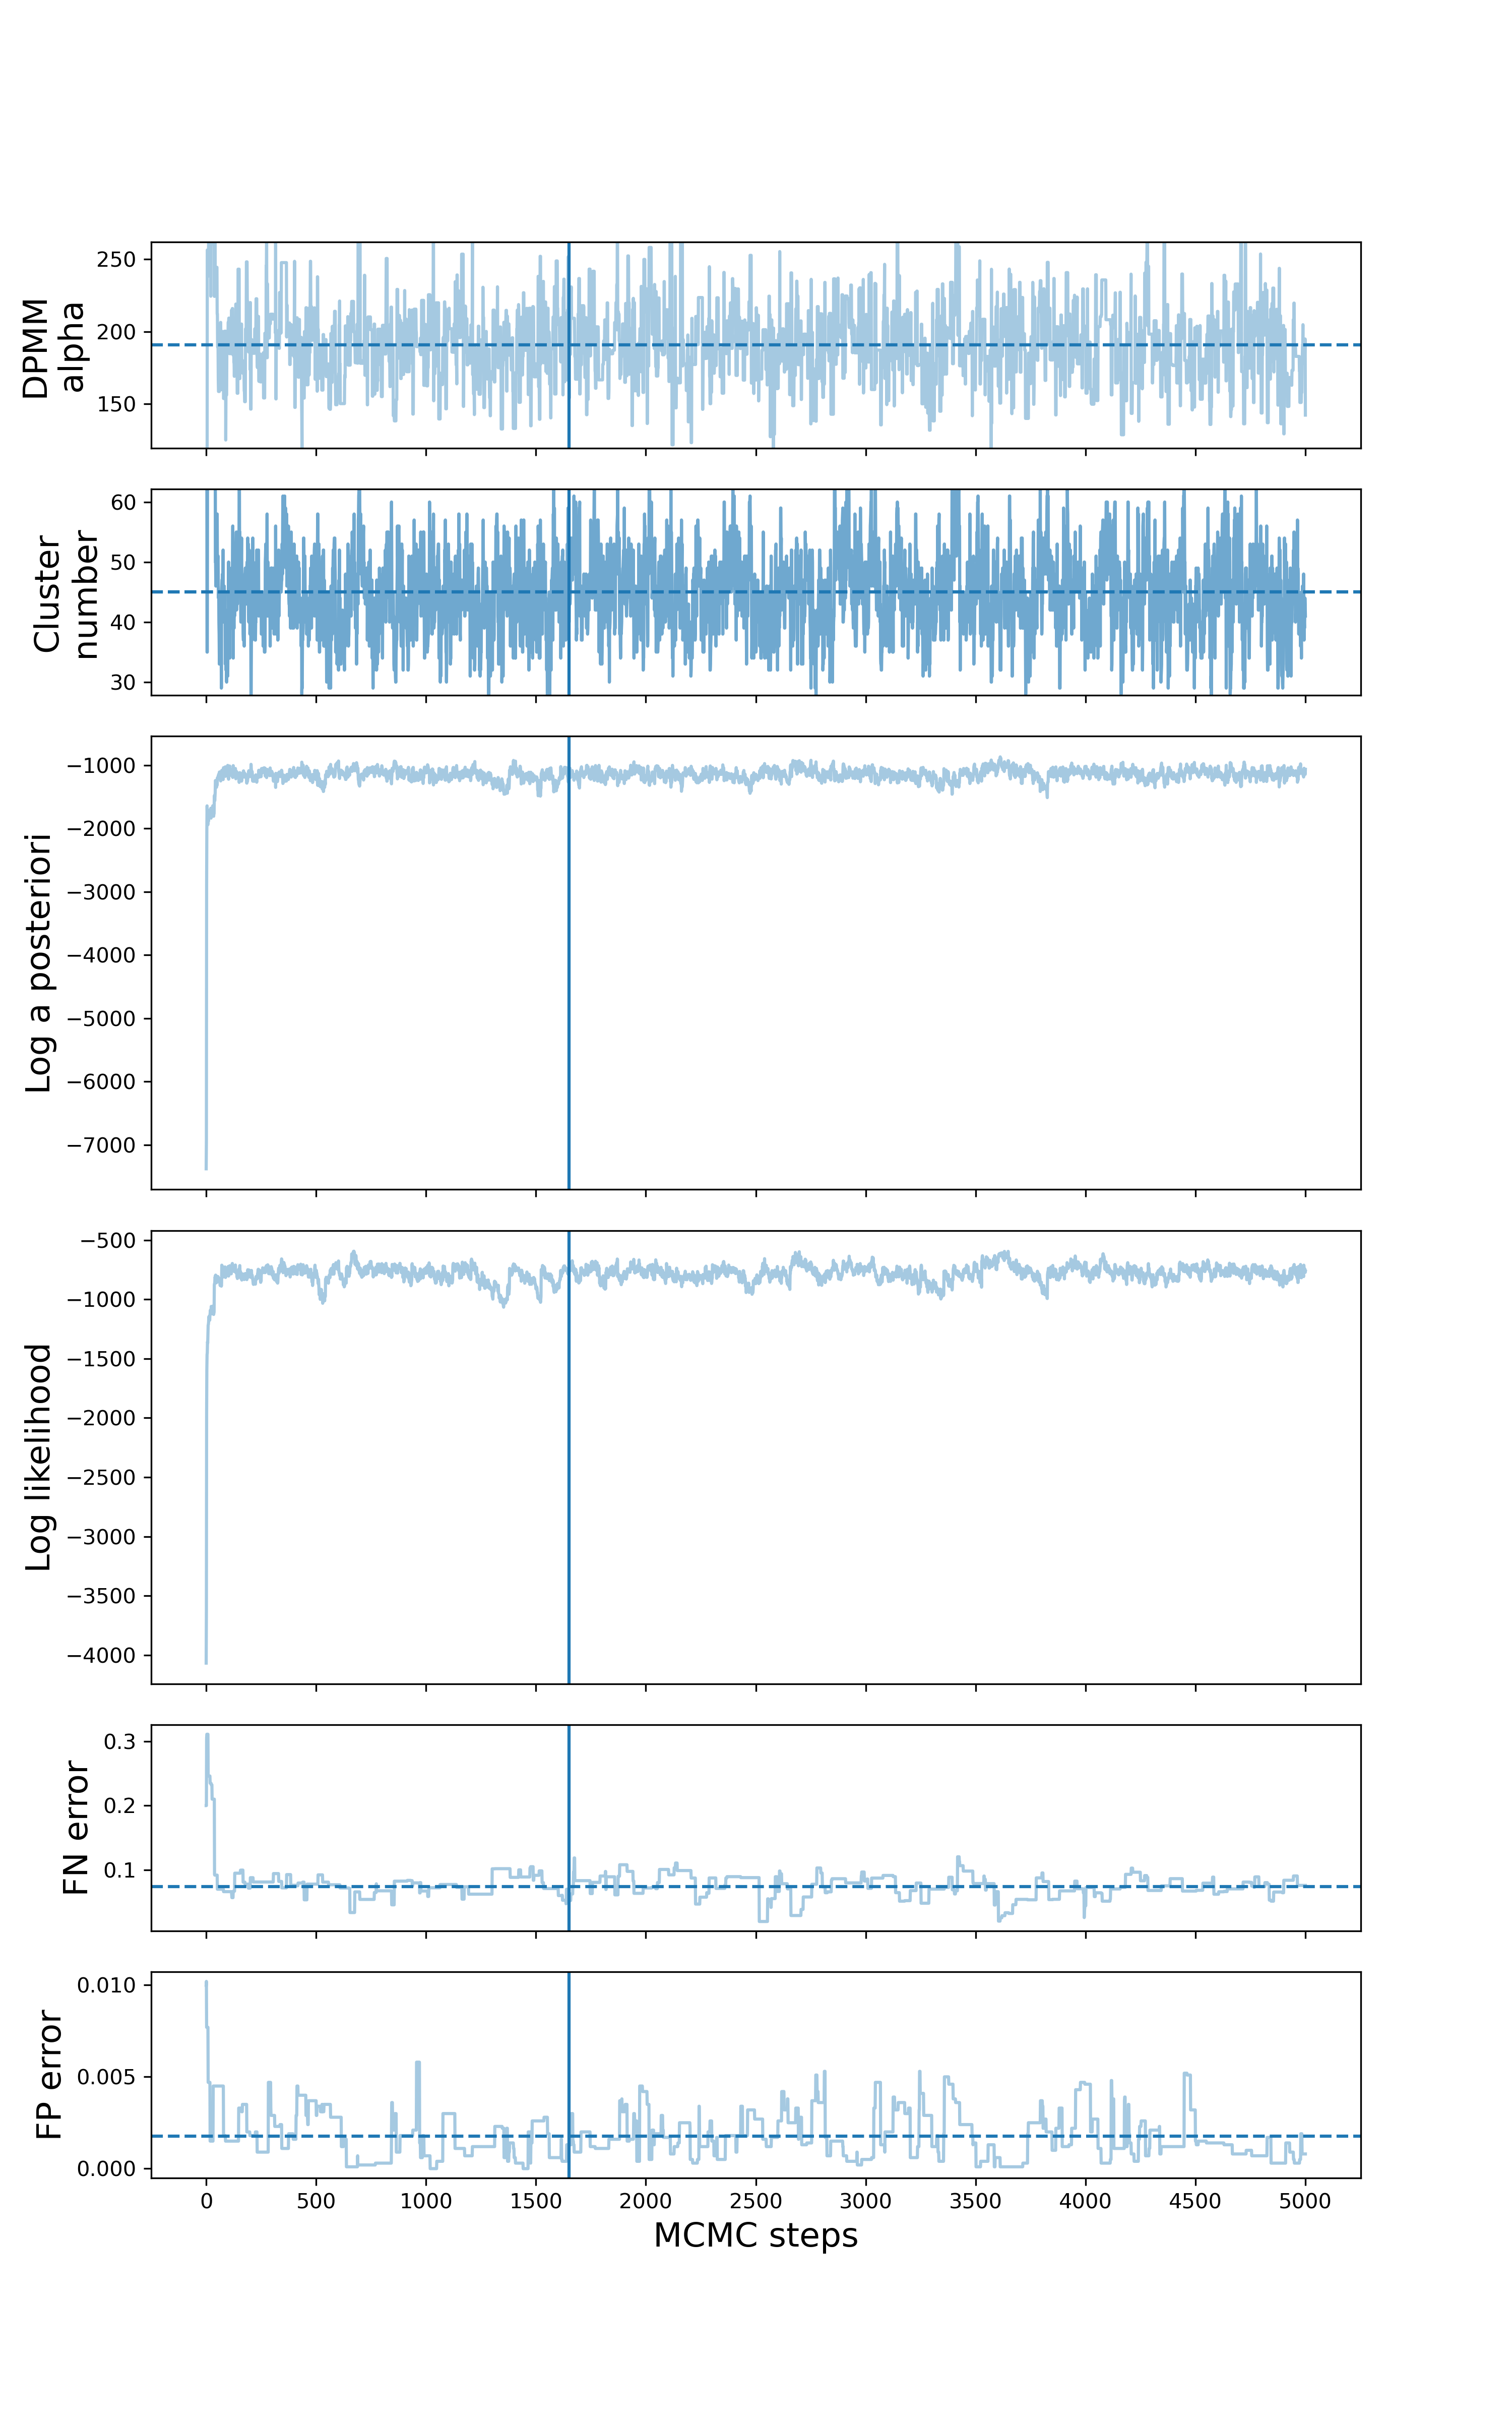 DPMM
alpha
250
200
150
Cluster
number
60
50
40
30
Log a posteriori
−1000
−2000
−3000
−4000
−5000
−6000
−7000
Log likelihood
−500
−1000
−1500
−2000
−2500
−3000
−3500
−4000
FN error
0.3
0.2
0.1
FP error
0.010
0.005
0.000
0 500 1000 1500 2000 2500 3000 3500 4000 4500 5000
MCMC steps